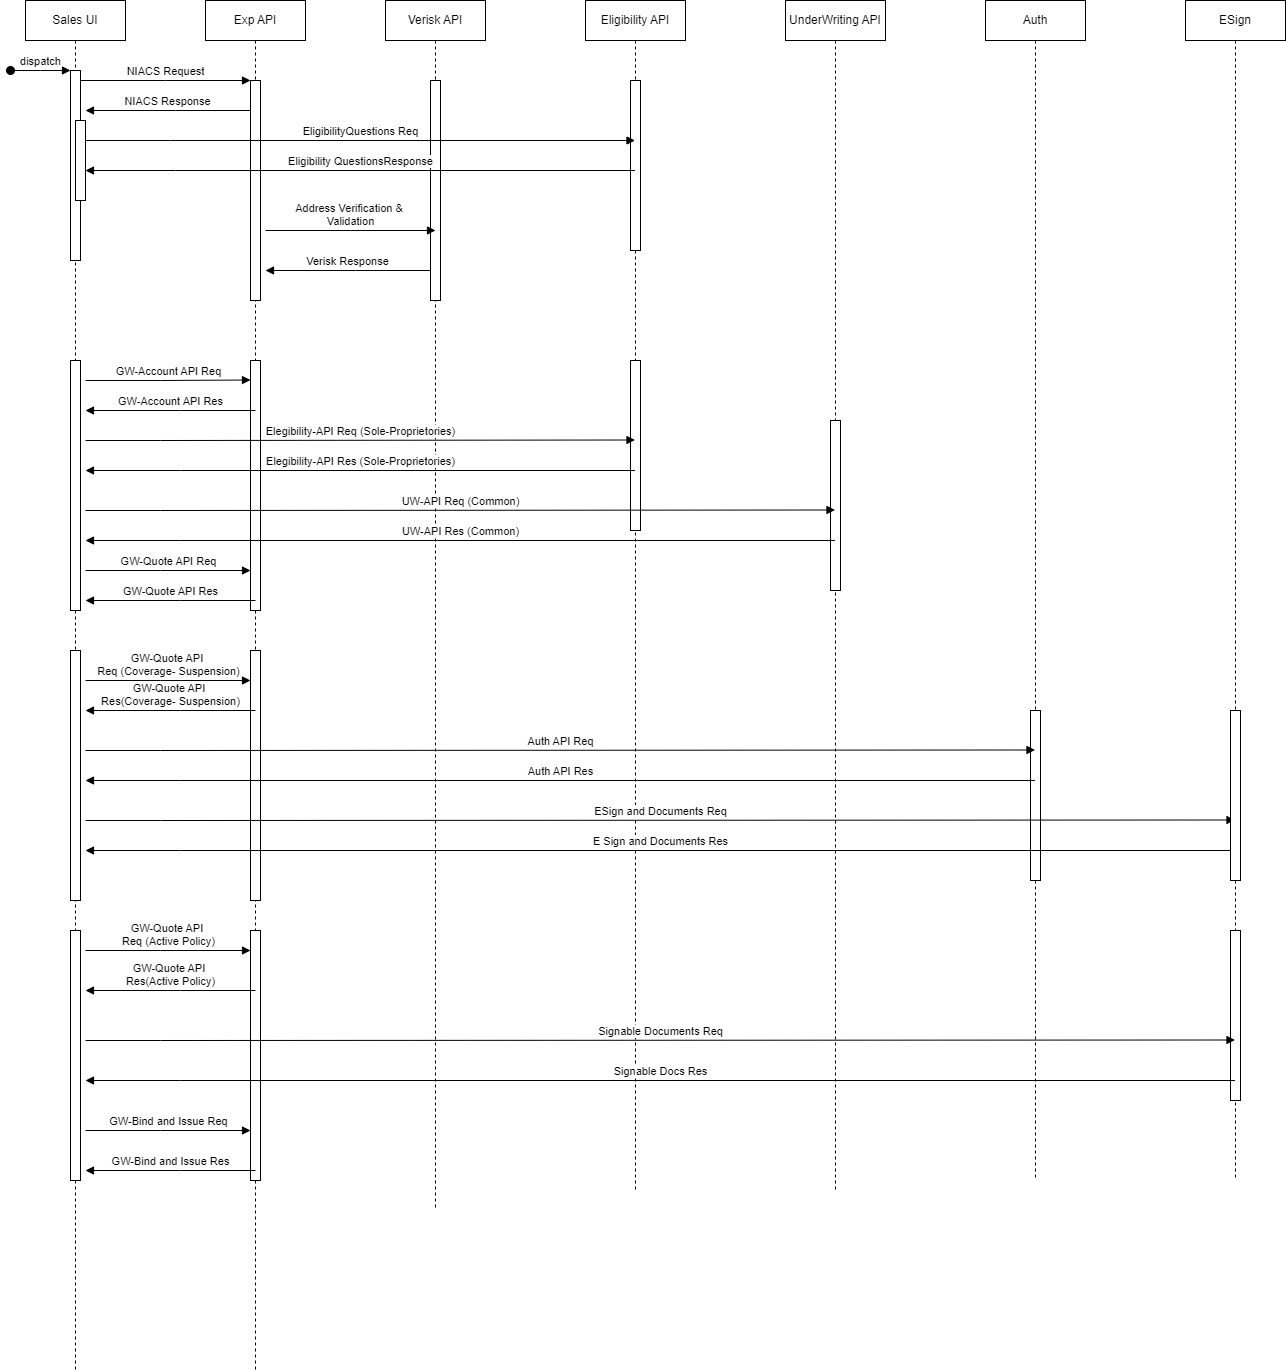 Sales UI
Exp API
Verisk API
Eligibility API
UnderWriting API
Auth
ESign
dispatch
NIACS Request
NIACS Response
EligibilityQuestions Req
Eligibility QuestionsResponse
Address Verification &
Validation
Verisk Response
GW-Account API Req
GW-Account API Res
Elegibility-API Req (Sole-Proprietories)
Elegibility-API Res (Sole-Proprietories)
UW-API Req (Common)
UW-API Res (Common)
GW-Quote API Req
GW-Quote API Res
GW-Quote API
Req (Coverage- Suspension)
GW-Quote API
Res(Coverage- Suspension)
Auth API Req
Auth API Res
ESign and Documents Req
E Sign and Documents Res
GW-Quote API
Req (Active Policy)
GW-Quote API
Res(Active Policy)
Signable Documents Req
Signable Docs Res
GW-Bind and Issue Req
GW-Bind and Issue Res